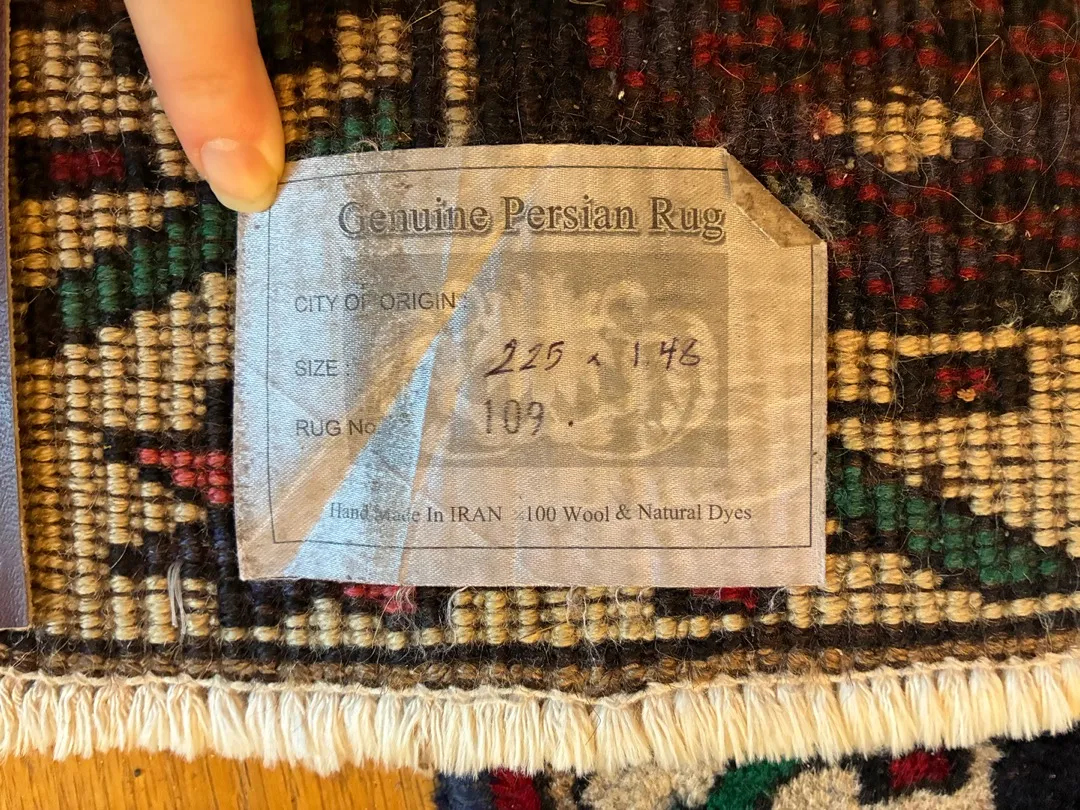 Genuine Persian Rug
CITY OF ORIGIN :
SIZE : 225 x 1.46
RUG No. 109.
Hand Made In IRAN 100 Wool & Natural Dyes